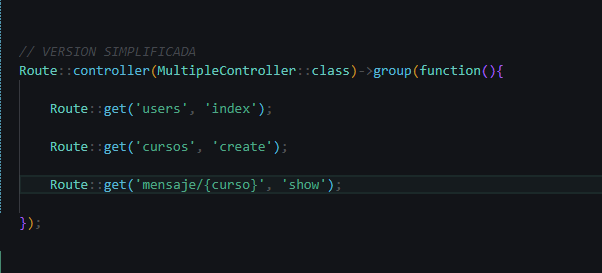 // VERSION SIMPLIFICADA
Route::controller(MultipleController::class)->group(function(){
Route::get('users', 'index');
Route::get('cursos', 'create');
Route::get('mensaje/{curso}', 'show');
});